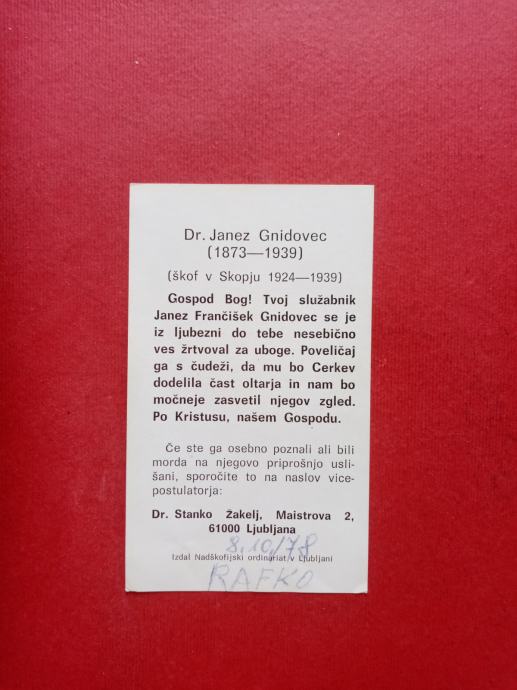 Dr. Janez Gnidovec
(1873—1939)
(škof v Skopju 1924—1939)
Gospod Bog! Tvoj služabnik
Janez Frančišek Gnidovec se je
iz ljubezni do tebe nesebično
ves žrtvoval za uboge. Poveličaj
ga s čudeži, da mu bo Cerkev
dodelila čast oltarja in nam bo
močneje zasvetil njegov zgled.
Po Kristusu, našem Gospodu.
Če ste ga osebno poznali ali bili
morda na njegovo priprošnjo usli-
šani, sporočite to na naslov vice-
postulatorja:
Dr. Stanko Žakelj, Maistrova 2,
61000 Ljubljana
8.10/78
Izdal Nadškofijski ordinariat v Ljubljani
RAFKO